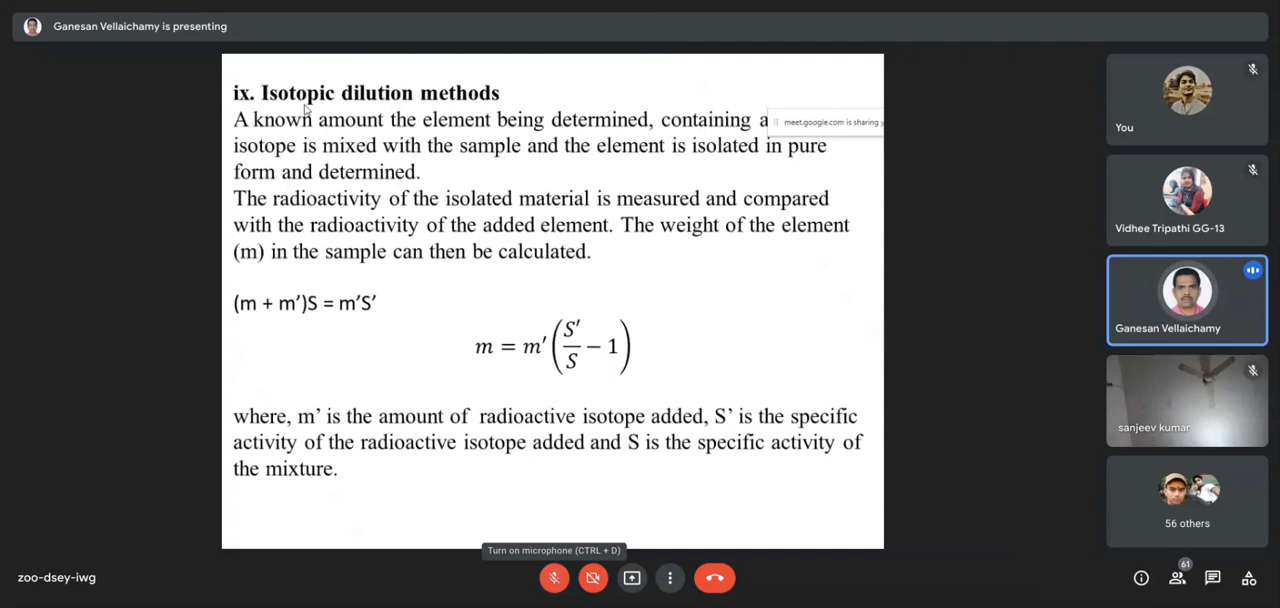 Ganesan Vellaichamy is presenting
ix. Isotopic dilution methods
A known amount the element being determined, containing a
meet.google.com is sharing y
isotope is mixed with the sample and the element is isolated in pure
form and determined.
The radioactivity of the isolated material is measured and compared
with the radioactivity of the added element. The weight of the element
(m) in the sample can then be calculated.
(m + m′)S = m′S′
m = m′(S′/S − 1)
where, m’ is the amount of radioactive isotope added, S’ is the specific
activity of the radioactive isotope added and S is the specific activity of
the mixture.
You
Vidhee Tripathi GG-13
Ganesan Vellaichamy
sanjeev kumar
56 others
Turn on microphone (CTRL + D)
zoo-dsey-iwg
61